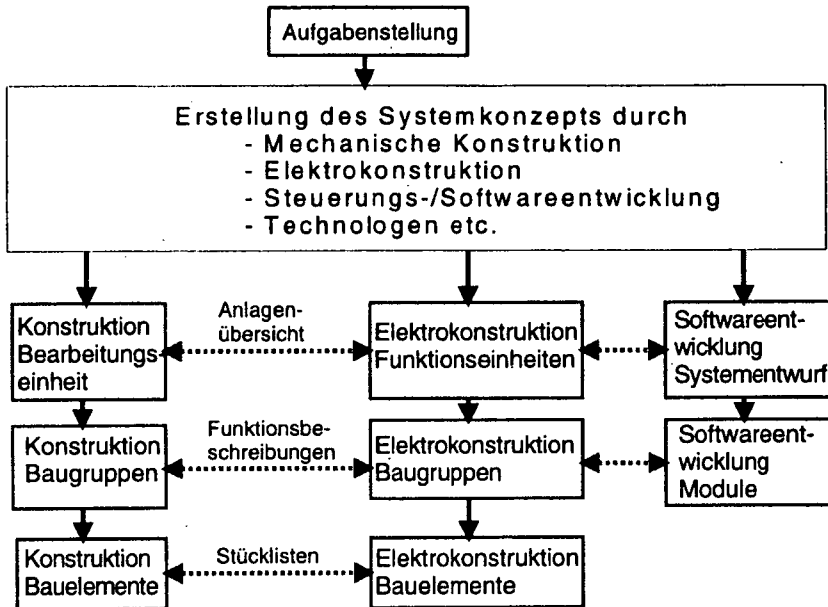 Aufgabenstellung
Erstellung des Systemkonzepts durch
- Mechanische Konstruktion
- Elektrokonstruktion
- Steuerungs-/Softwareentwicklung
- Technologen etc.
Konstruktion
Bearbeitungs
einheit
Anlagen-
übersicht
Elektrokonstruktion
Funktionseinheiten
Softwareent-
wicklung
Systementwurf
Konstruktion
Baugruppen
Funktionsbe-
schreibungen
Elektrokonstruktion
Baugruppen
Softwareent-
wicklung
Module
Konstruktion
Bauelemente
Stücklisten
Elektrokonstruktion
Bauelemente